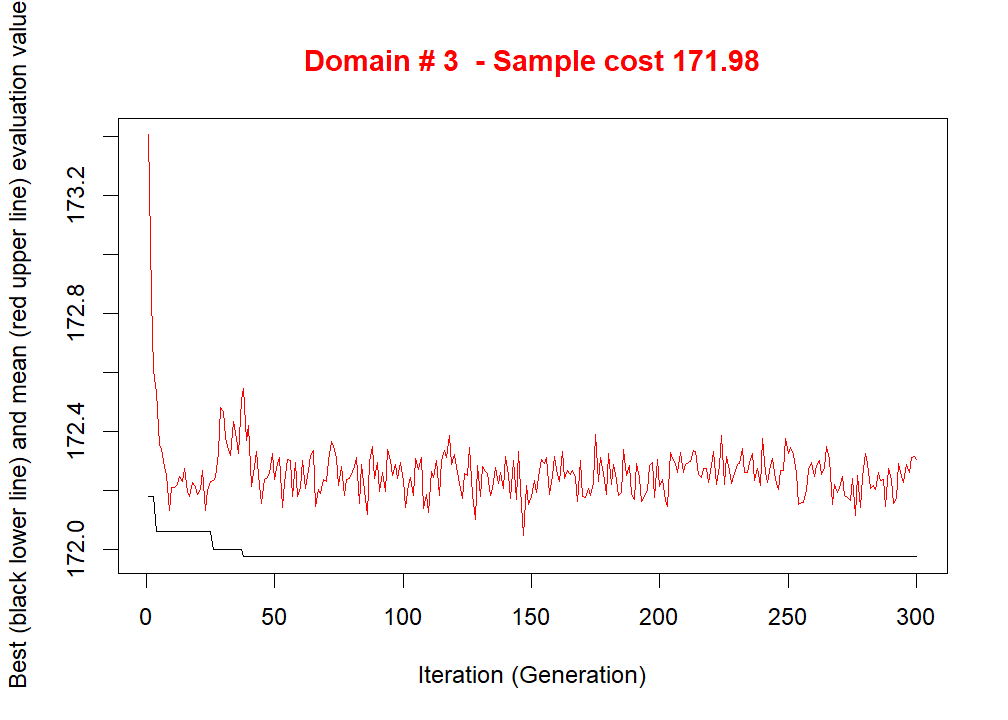 Domain # 3  - Sample cost 171.98
Best (black lower line) and mean (red upper line) evaluation value
173.2
172.8
172.4
172.0
0 50 100 150 200 250 300
Iteration (Generation)